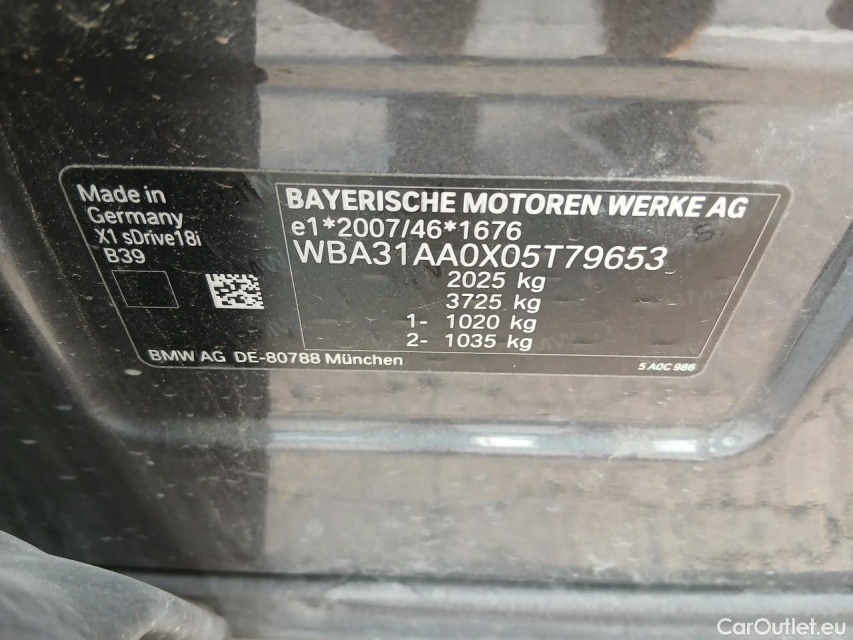 Made in
Germany
X1 sDrive18i
B39
BAYERISCHE MOTOREN WERKE AG
e1*2007/46*1676
WBA31AA0X05T79653
2025 kg
3725 kg
1- 1020 kg
2- 1035 kg
BMW AG DE-80788 München
5 A0C 986
CarOutlet.eu